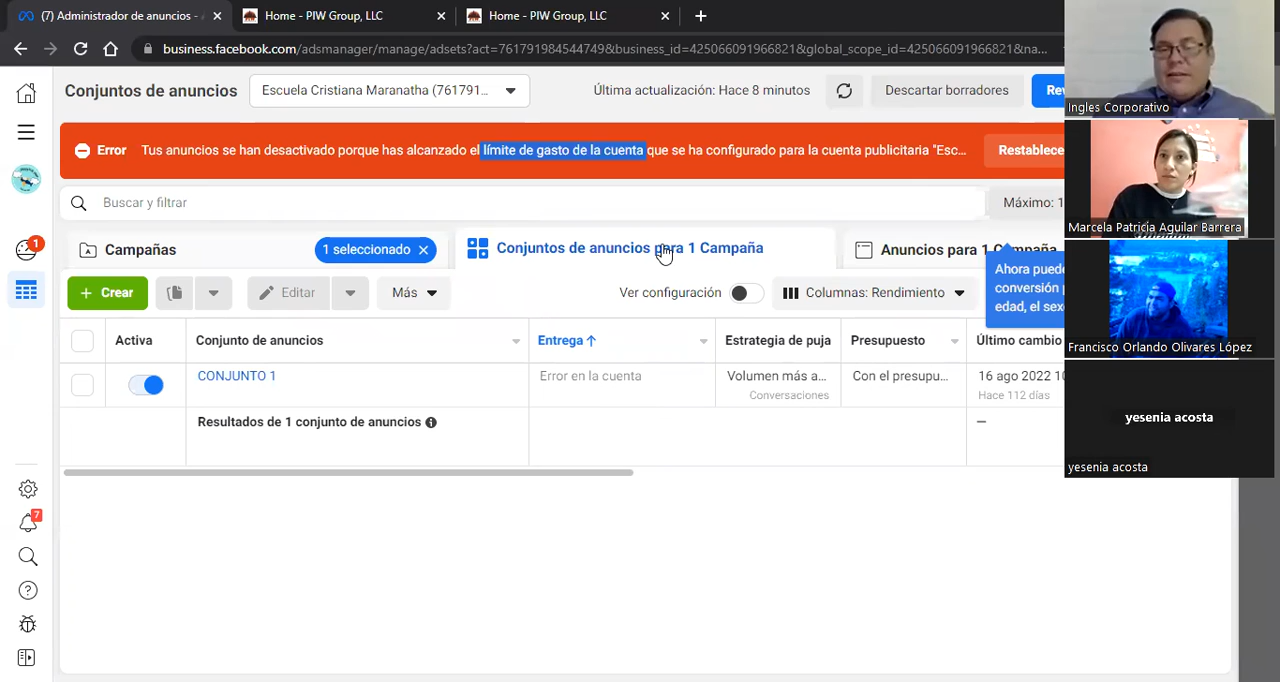 (7) Administrador de anuncios -
Home - PIW Group, LLC
Home - PIW Group, LLC
business.facebook.com/adsmanager/manage/adsets?act=761791984544749&business_id=425066091966821&global_scope_id=425066091966821&na...
Conjuntos de anuncios
Escuela Cristiana Maranatha (761791...
Última actualización: Hace 8 minutos
Descartar borradores
Rev
Error
Tus anuncios se han desactivado porque has alcanzado el límite de gasto de la cuenta que se ha configurado para la cuenta publicitaria "Esc...
Restablece
Buscar y filtrar
Máximo: 1
Campañas
1 seleccionado
Conjuntos de anuncios para 1 Campaña
Anuncios para 1 Campaña
Ahora puede
conversión p
edad, el sex
+ Crear
Editar
Más
Ver configuración
Columnas: Rendimiento
Activa
Conjunto de anuncios
Entrega↑
Estrategia de puja
Presupuesto
Último cambio
CONJUNTO 1
Error en la cuenta
Volumen más a...
Conversaciones
Con el presupu...
16 ago 2022 10
Hace 112 días
Resultados de 1 conjunto de anuncios
—
1
7
Ingles Corporativo
Marcela Patricia Aguilar Barrera
Francisco Orlando Olivares López
yesenia acosta
yesenia acosta